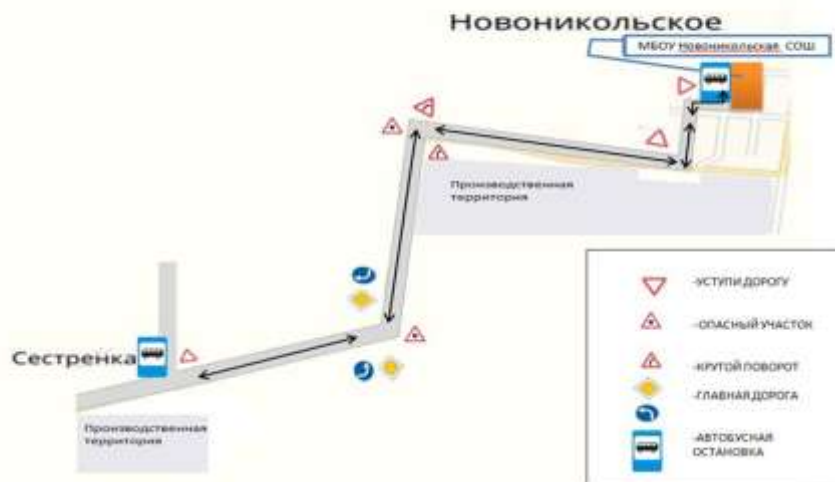 Новоникольское
МБОУ Новоникольская СОШ
Производственная
территория
Сестренка
Производственная
территория
-УСТУПИ ДОРОГУ
-ОПАСНЫЙ УЧАСТОК
-КРУТОЙ ПОВОРОТ
-ГЛАВНАЯ ДОРОГА
-АВТОБУСНАЯ
ОСТАНОВКА